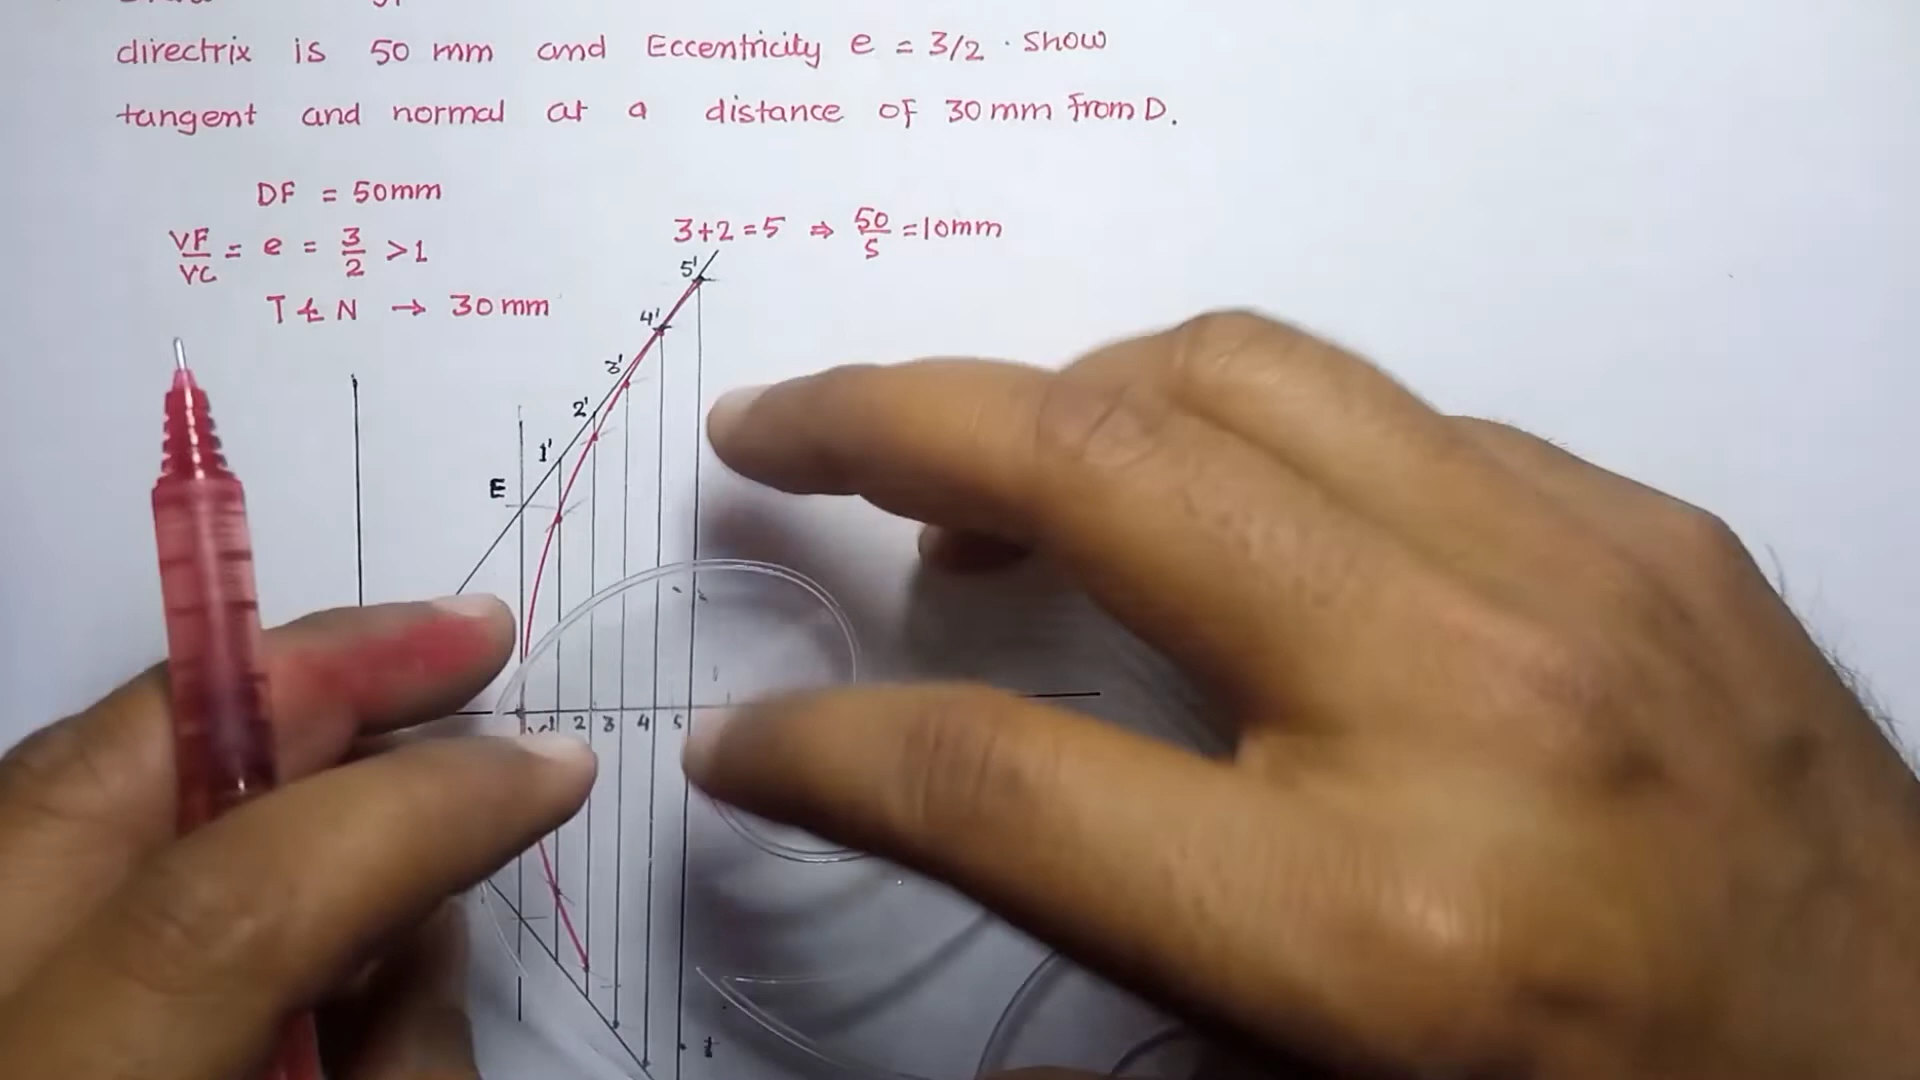 directrix is 50 mm and Eccentricity e = 3/2 . Show
tangent and normal at a distance of 30 mm from D.
DF = 50mm
VF/VC = e = 3/2 >1
3+2=5 ⇒ 50/5 =10mm
T & N → 30 mm
5'
4'
3'
2'
1'
E
1 2 3 4 5